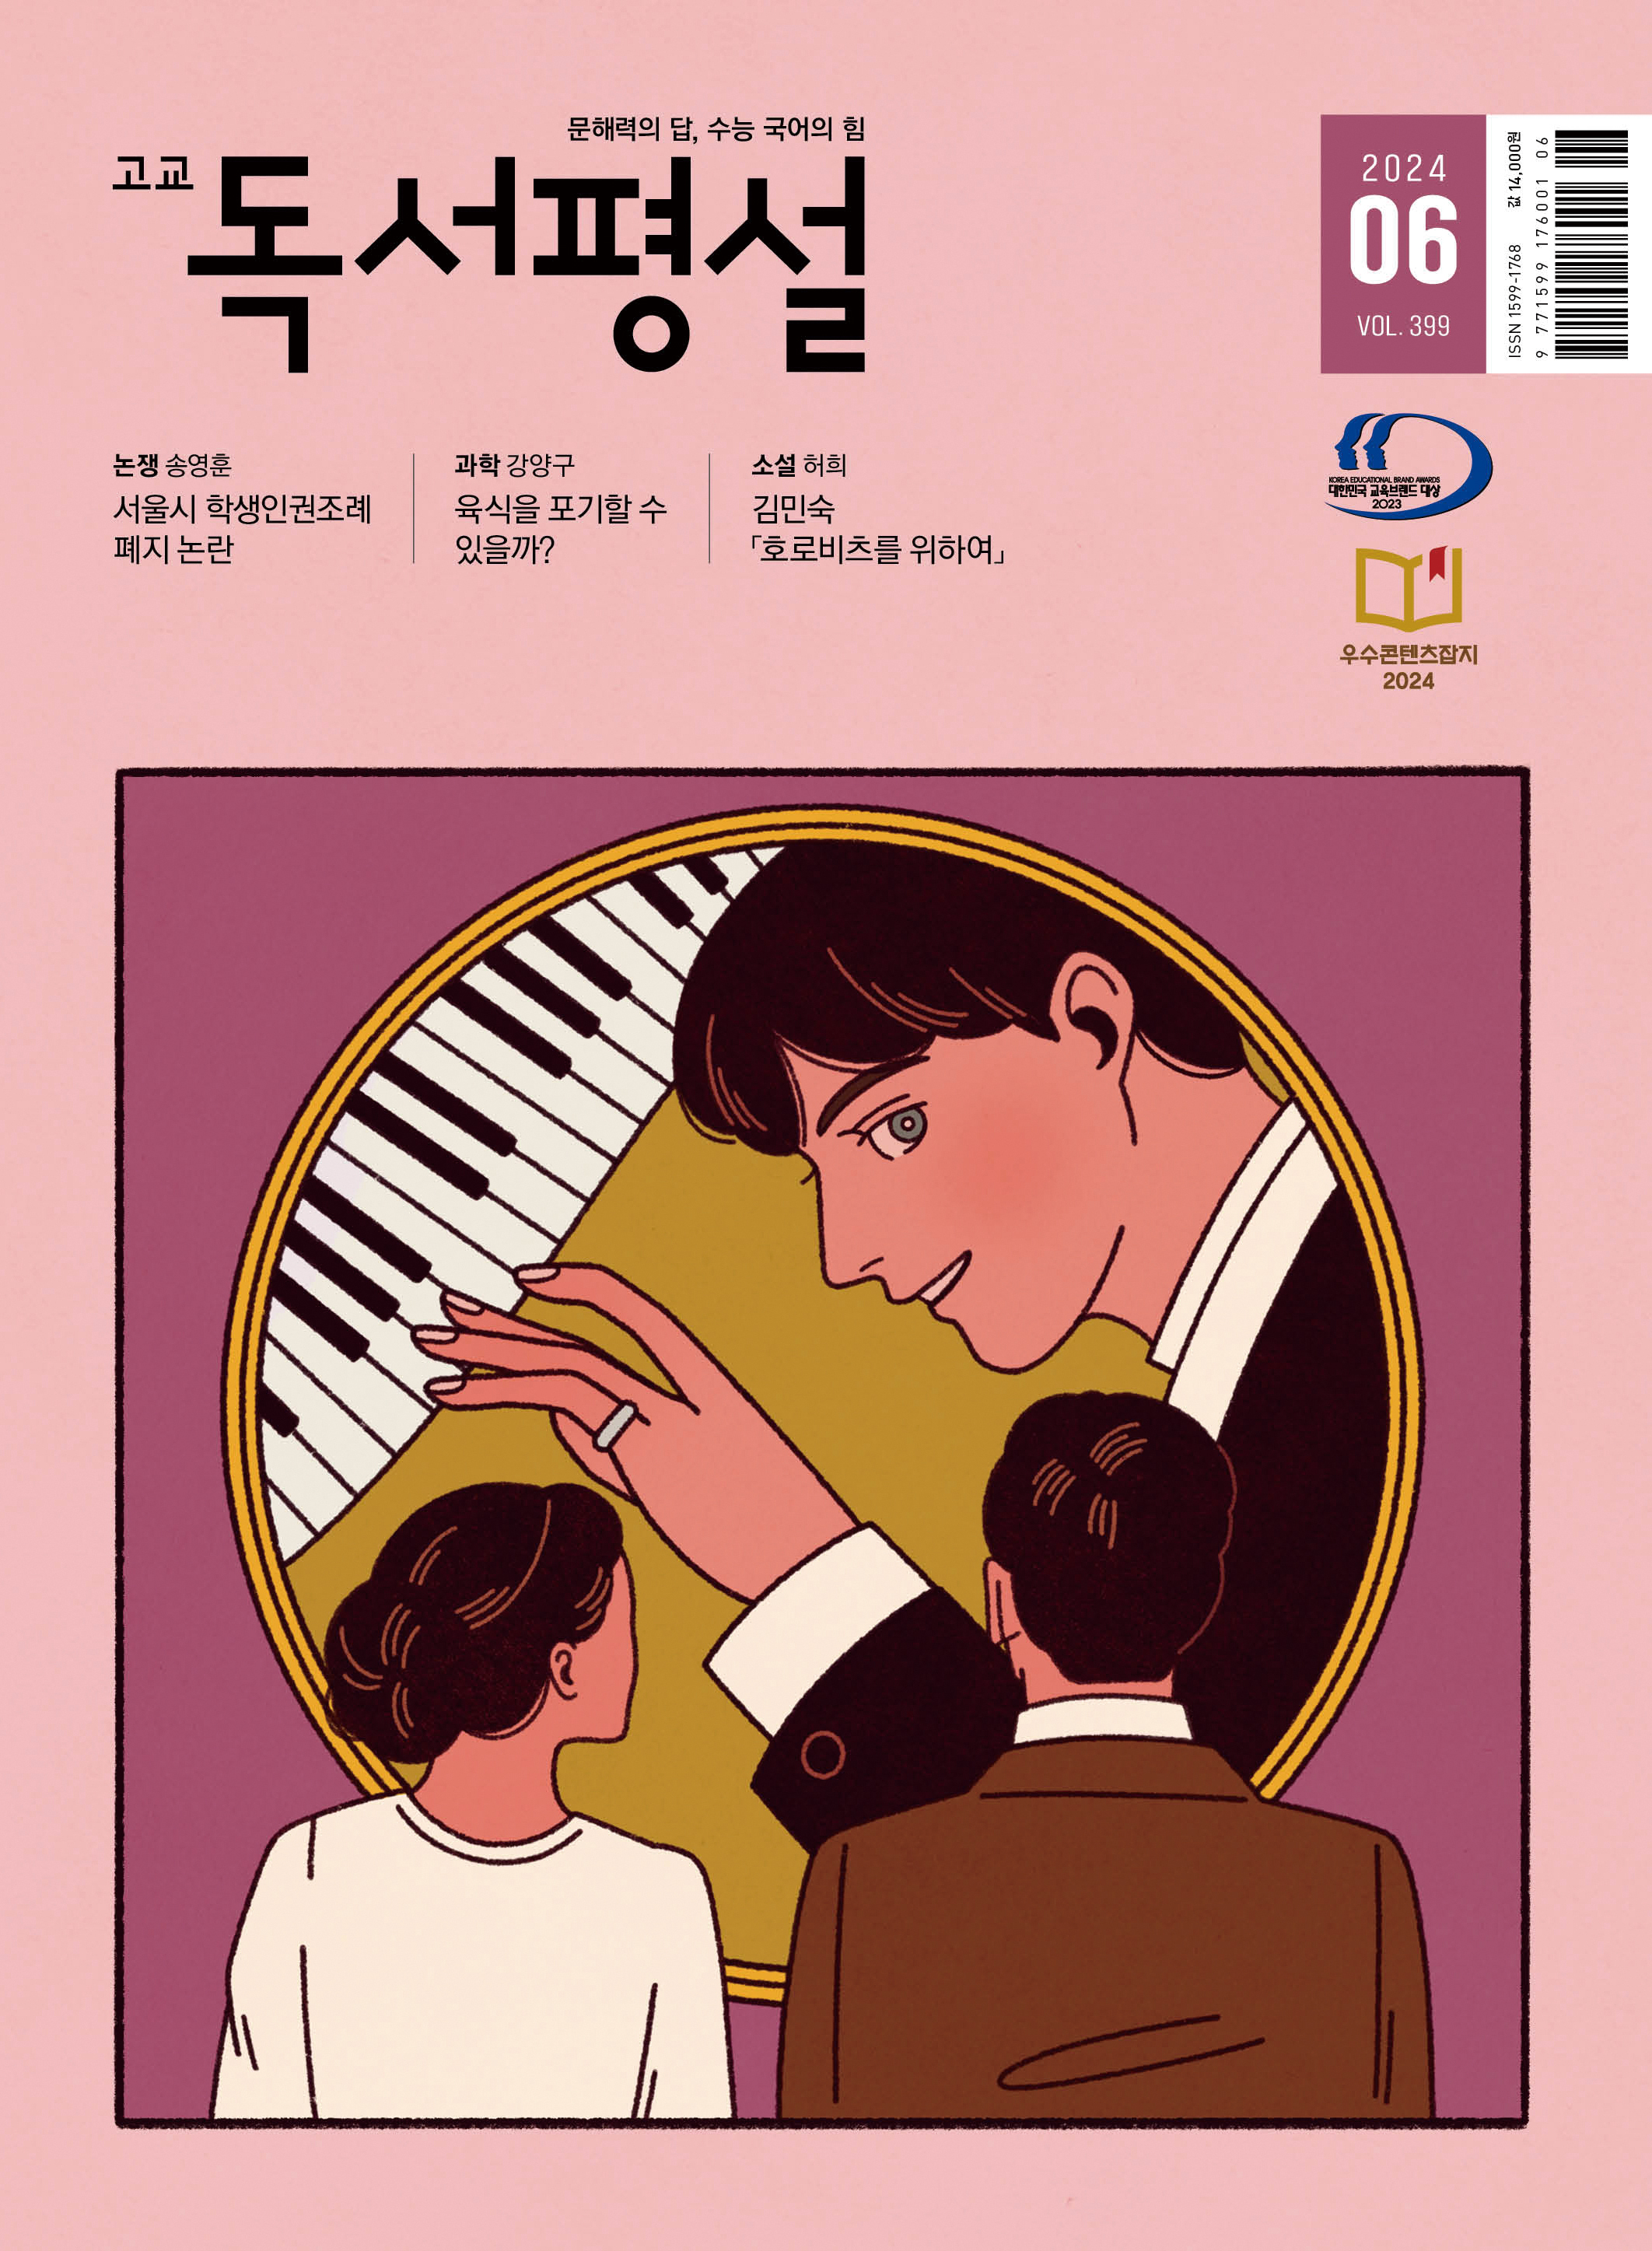 문해력의 답, 수능 국어의 힘
고교
독서평설
2024
06
VOL. 399
값 14,000원
ISSN 1599-1768
9 771599 176001 06
논쟁 송영훈
서울시 학생인권조례
폐지 논란
과학 강양구
육식을 포기할 수
있을까?
소설 허희
김민숙
「호로비츠를 위하여」
KOREA EDUCATIONAL BRAND AWARDS
대한민국 교육브랜드 대상
2023
우수콘텐츠잡지
2024